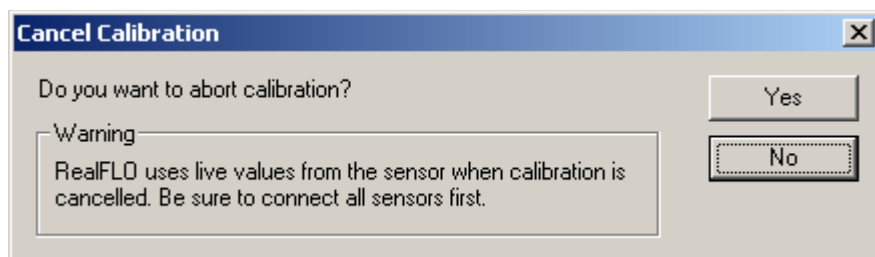 Cancel Calibration
Do you want to abort calibration?
Yes
Warning
No
RealFLO uses live values from the sensor when calibration is
cancelled. Be sure to connect all sensors first.